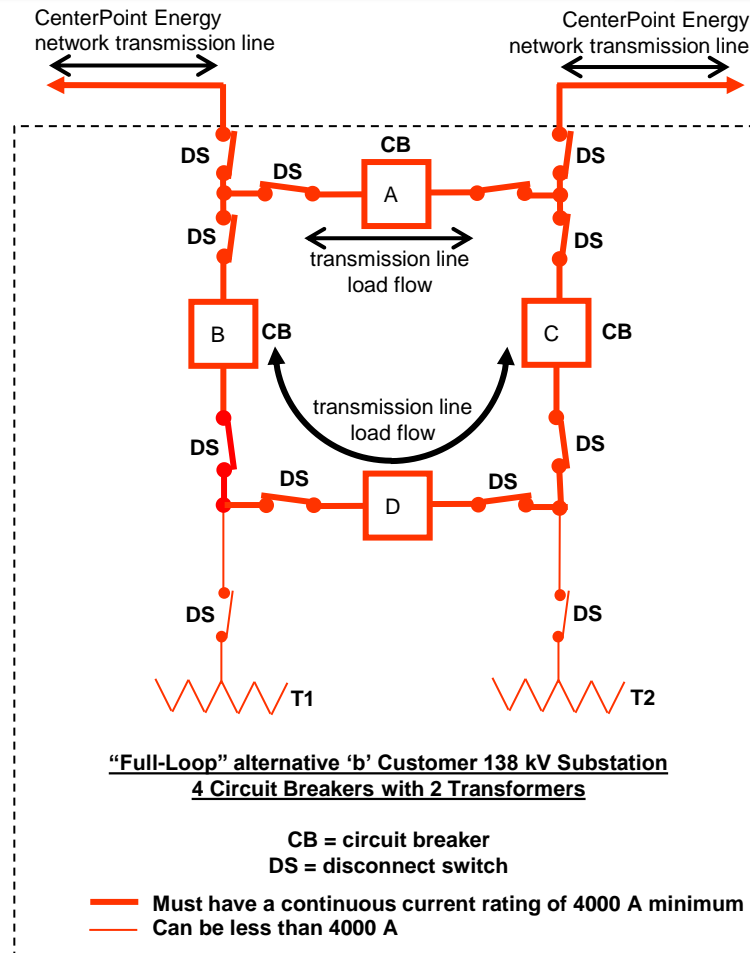 CenterPoint Energy
network transmission line
CenterPoint Energy
network transmission line
DS
CB
DS
DS
A
DS
DS
transmission line
load flow
B
CB
C
CB
transmission line
load flow
DS
DS
DS
DS
D
DS
DS
T1
T2
"Full-Loop" alternative 'b' Customer 138 kV Substation
4 Circuit Breakers with 2 Transformers
CB = circuit breaker
DS = disconnect switch
Must have a continuous current rating of 4000 A minimum
Can be less than 4000 A